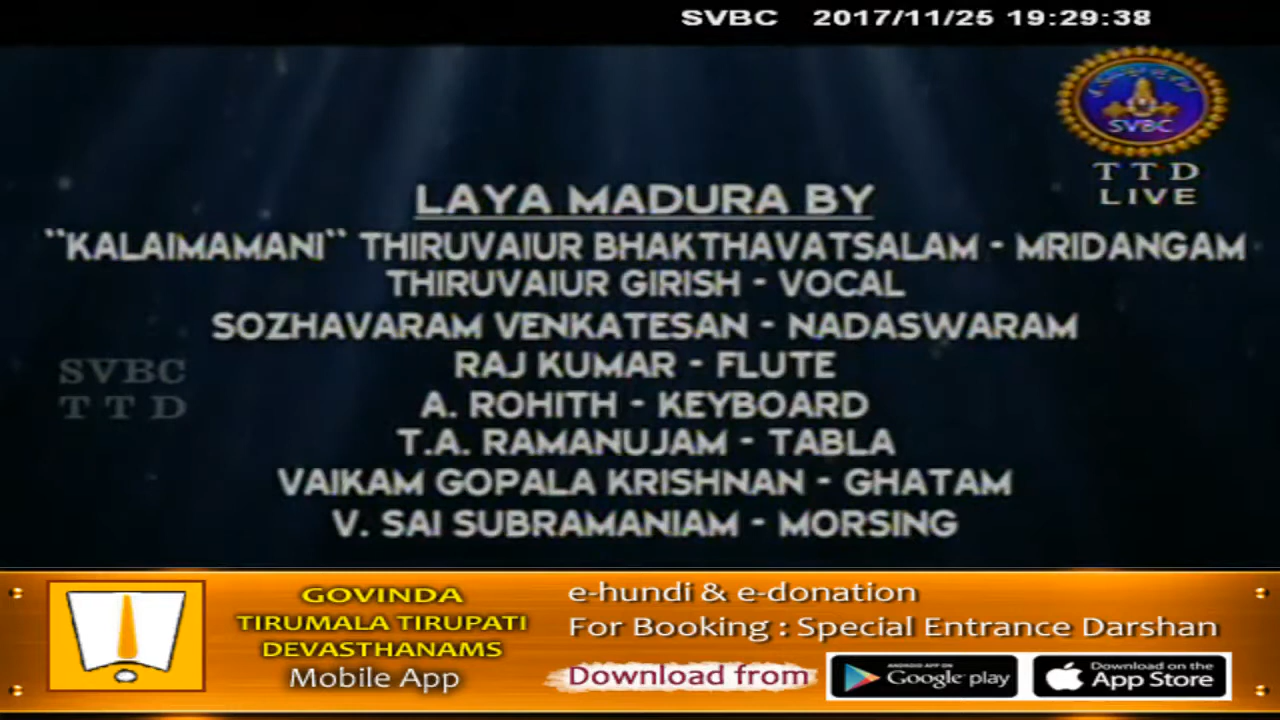 SVBC 2017/11/25 19:29:38
SVBC
TTD
LIVE
LAYA MADURA BY
``KALAIMAMANI`` THIRUVAIUR BHAKTHAVATSALAM - MRIDANGAM
THIRUVAIUR GIRISH - VOCAL
SOZHAVARAM VENKATESAN - NADASWARAM
RAJ KUMAR - FLUTE
SVBC
TTD
A. ROHITH - KEYBOARD
T.A. RAMANUJAM - TABLA
VAIKAM GOPALA KRISHNAN - GHATAM
V. SAI SUBRAMANIAM - MORSING
GOVINDA
TIRUMALA TIRUPATI
DEVASTHANAMS
Mobile App
e-hundi & e-donation
For Booking : Special Entrance Darshan
Download from
ANDROID APP ON
Google play
Download on the
App Store